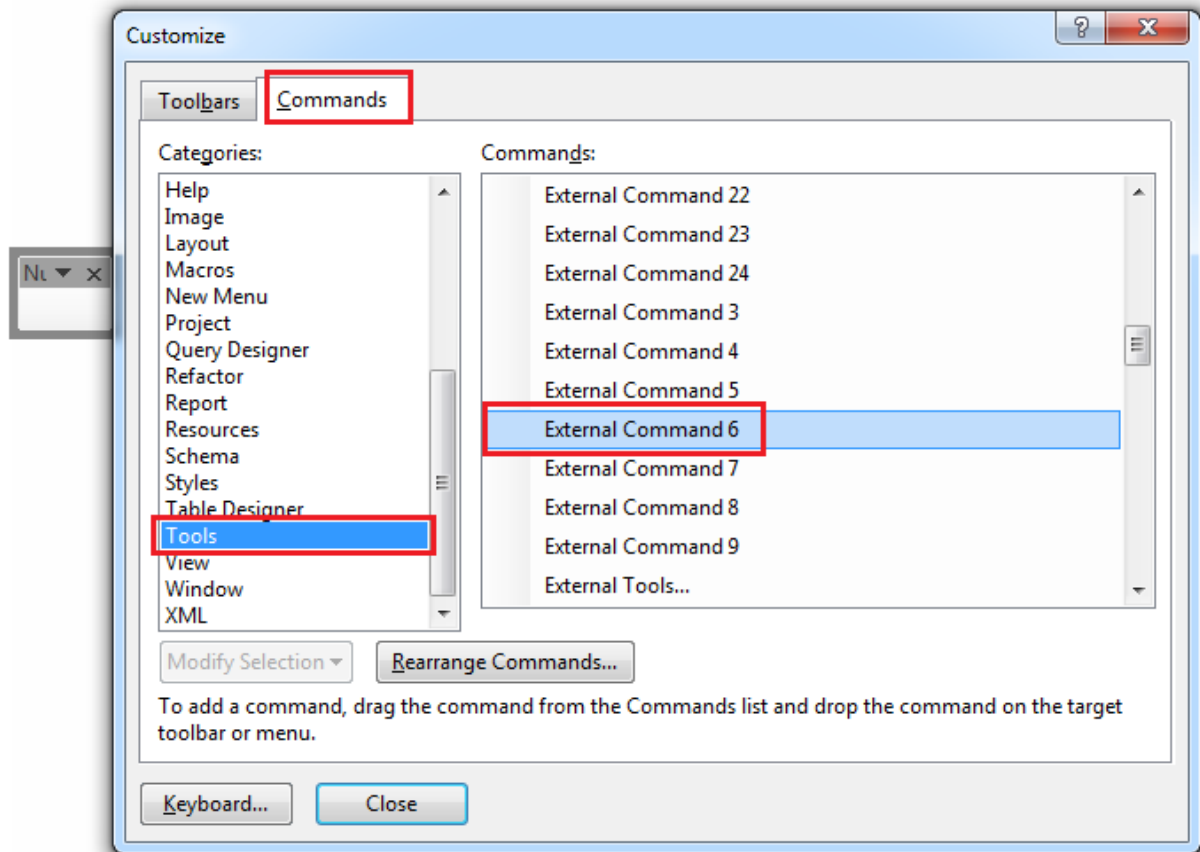 Customize
Toolbars
Commands
Categories:
Help
Image
Layout
Macros
New Menu
Project
Query Designer
Refactor
Report
Resources
Schema
Styles
Table Designer
Tools
View
Window
XML
Commands:
External Command 22
External Command 23
External Command 24
External Command 3
External Command 4
External Command 5
External Command 6
External Command 7
External Command 8
External Command 9
External Tools...
Modify Selection
Rearrange Commands...
To add a command, drag the command from the Commands list and drop the command on the target
toolbar or menu.
Keyboard...
Close